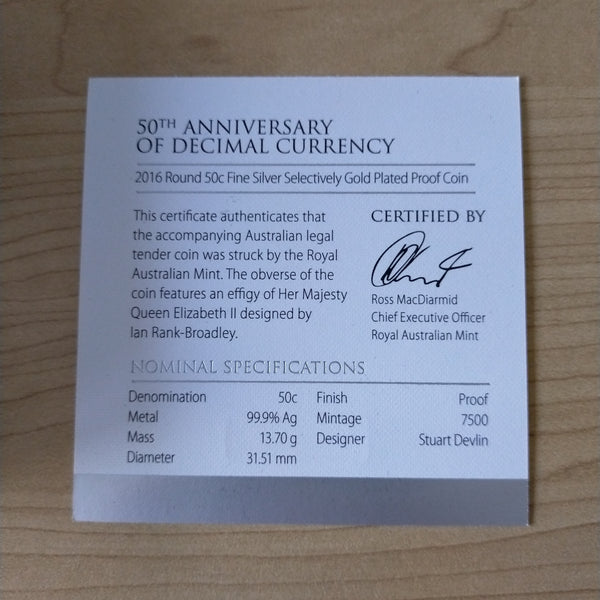 50TH ANNIVERSARY
OF DECIMAL CURRENCY
2016 Round 50c Fine Silver Selectively Gold Plated Proof Coin
This certificate authenticates that
the accompanying Australian legal
tender coin was struck by the Royal
Australian Mint. The obverse of the
coin features an effigy of Her Majesty
Queen Elizabeth II designed by
Ian Rank-Broadley.
CERTIFIED BY
Ross MacDiarmid
Chief Executive Officer
Royal Australian Mint
NOMINAL SPECIFICATIONS
Denomination 50c Finish Proof
Metal 99.9% Ag Mintage 7500
Mass 13.70 g Designer Stuart Devlin
Diameter 31.51 mm